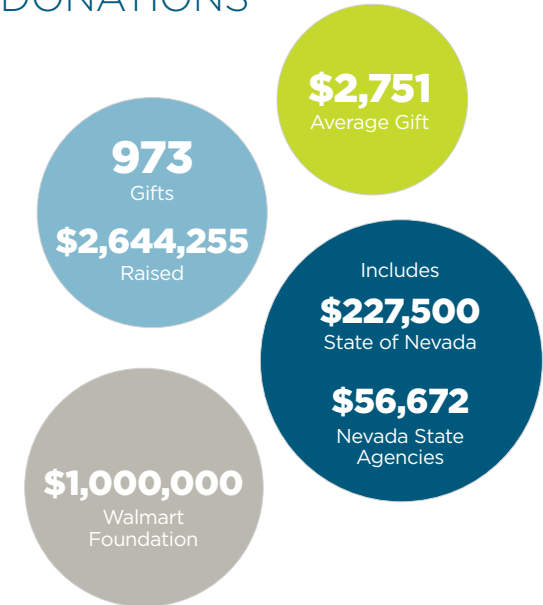 DONATIONS
$2,751
Average Gift
973
Gifts
$2,644,255
Raised
Includes
$227,500
State of Nevada
$56,672
Nevada State
Agencies
$1,000,000
Walmart
Foundation